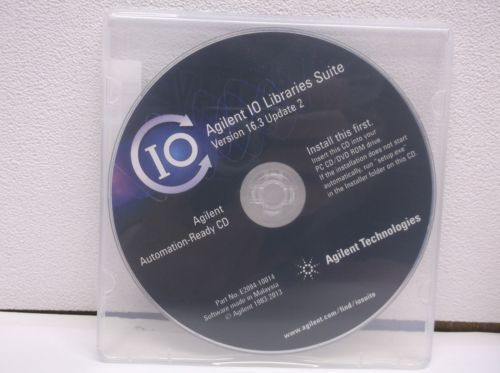 Agilent IO Libraries Suite
Version 16.3 Update 2
IO
Install this first.
Insert this CD into your
PC CD/DVD ROM drive.
If the installation does not start
automatically, run "setup.exe"
in the Installer folder on this CD.
Agilent
Automation-Ready CD
Agilent Technologies
Part No. E2094-10014
Software made in Malaysia
© Agilent 1983-2013
www.agilent.com/find/iosuite